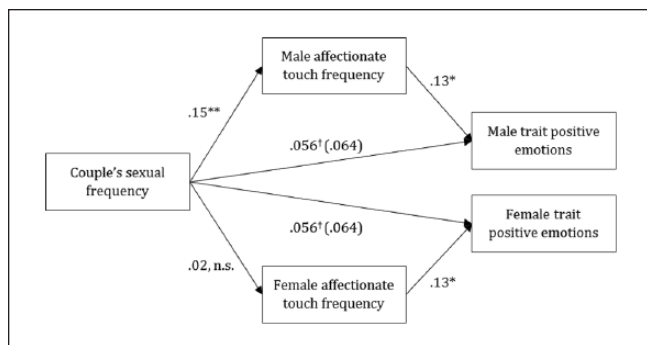 Male affectionate
touch frequency
.13*
.15**
Male trait positive
emotions
.056† (.064)
Couple's sexual
frequency
.056† (.064)
Female trait
positive emotions
.02, n.s.
Female affectionate
touch frequency
.13*